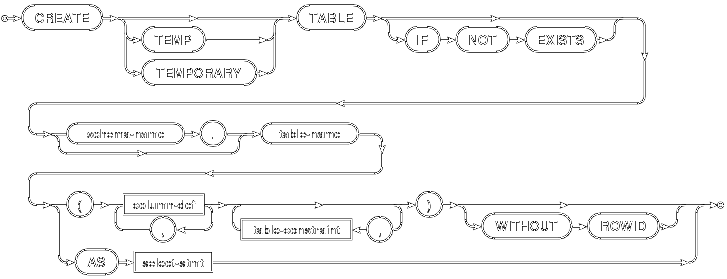 CREATE TABLE
TEMP IF NOT EXISTS
TEMPORARY
schema-name . table-name
( column-def )
, table-constraint , WITHOUT ROWID
AS select-stmt